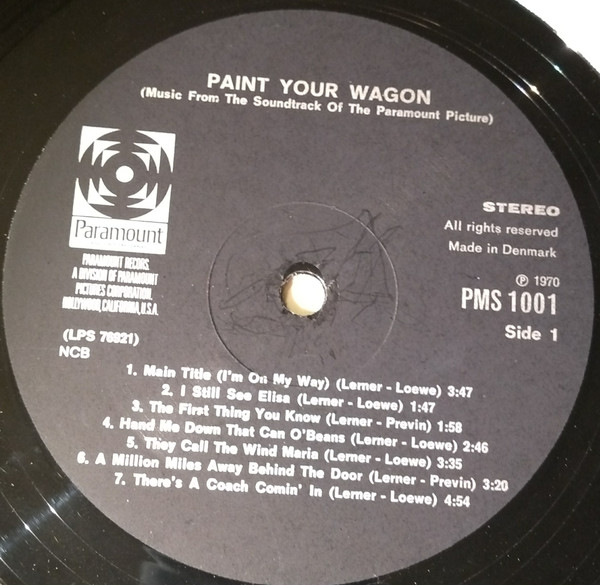 PAINT YOUR WAGON
(Music From The Soundtrack Of The Paramount Picture)
Paramount
PARAMOUNT RECORDS
A DIVISION OF PARAMOUNT
PICTURES CORPORATION,
HOLLYWOOD, CALIFORNIA, U.S.A.
(LPS 76921)
NCB
STEREO
All rights reserved
Made in Denmark
Ⓟ 1970
PMS 1001
Side 1
1. Main Title (I'm On My Way) (Lerner - Loewe) 3:47
2. I Still See Elisa (Lerner - Loewe) 1:47
3. The First Thing You Know (Lerner - Previn) 1:58
4. Hand Me Down That Can O'Beans (Lerner - Loewe) 2:46
5. They Call The Wind Maria (Lerner - Loewe) 3:35
6. A Million Miles Away Behind The Door (Lerner - Previn) 3:20
7. There's A Coach Comin' In (Lerner - Loewe) 4:54